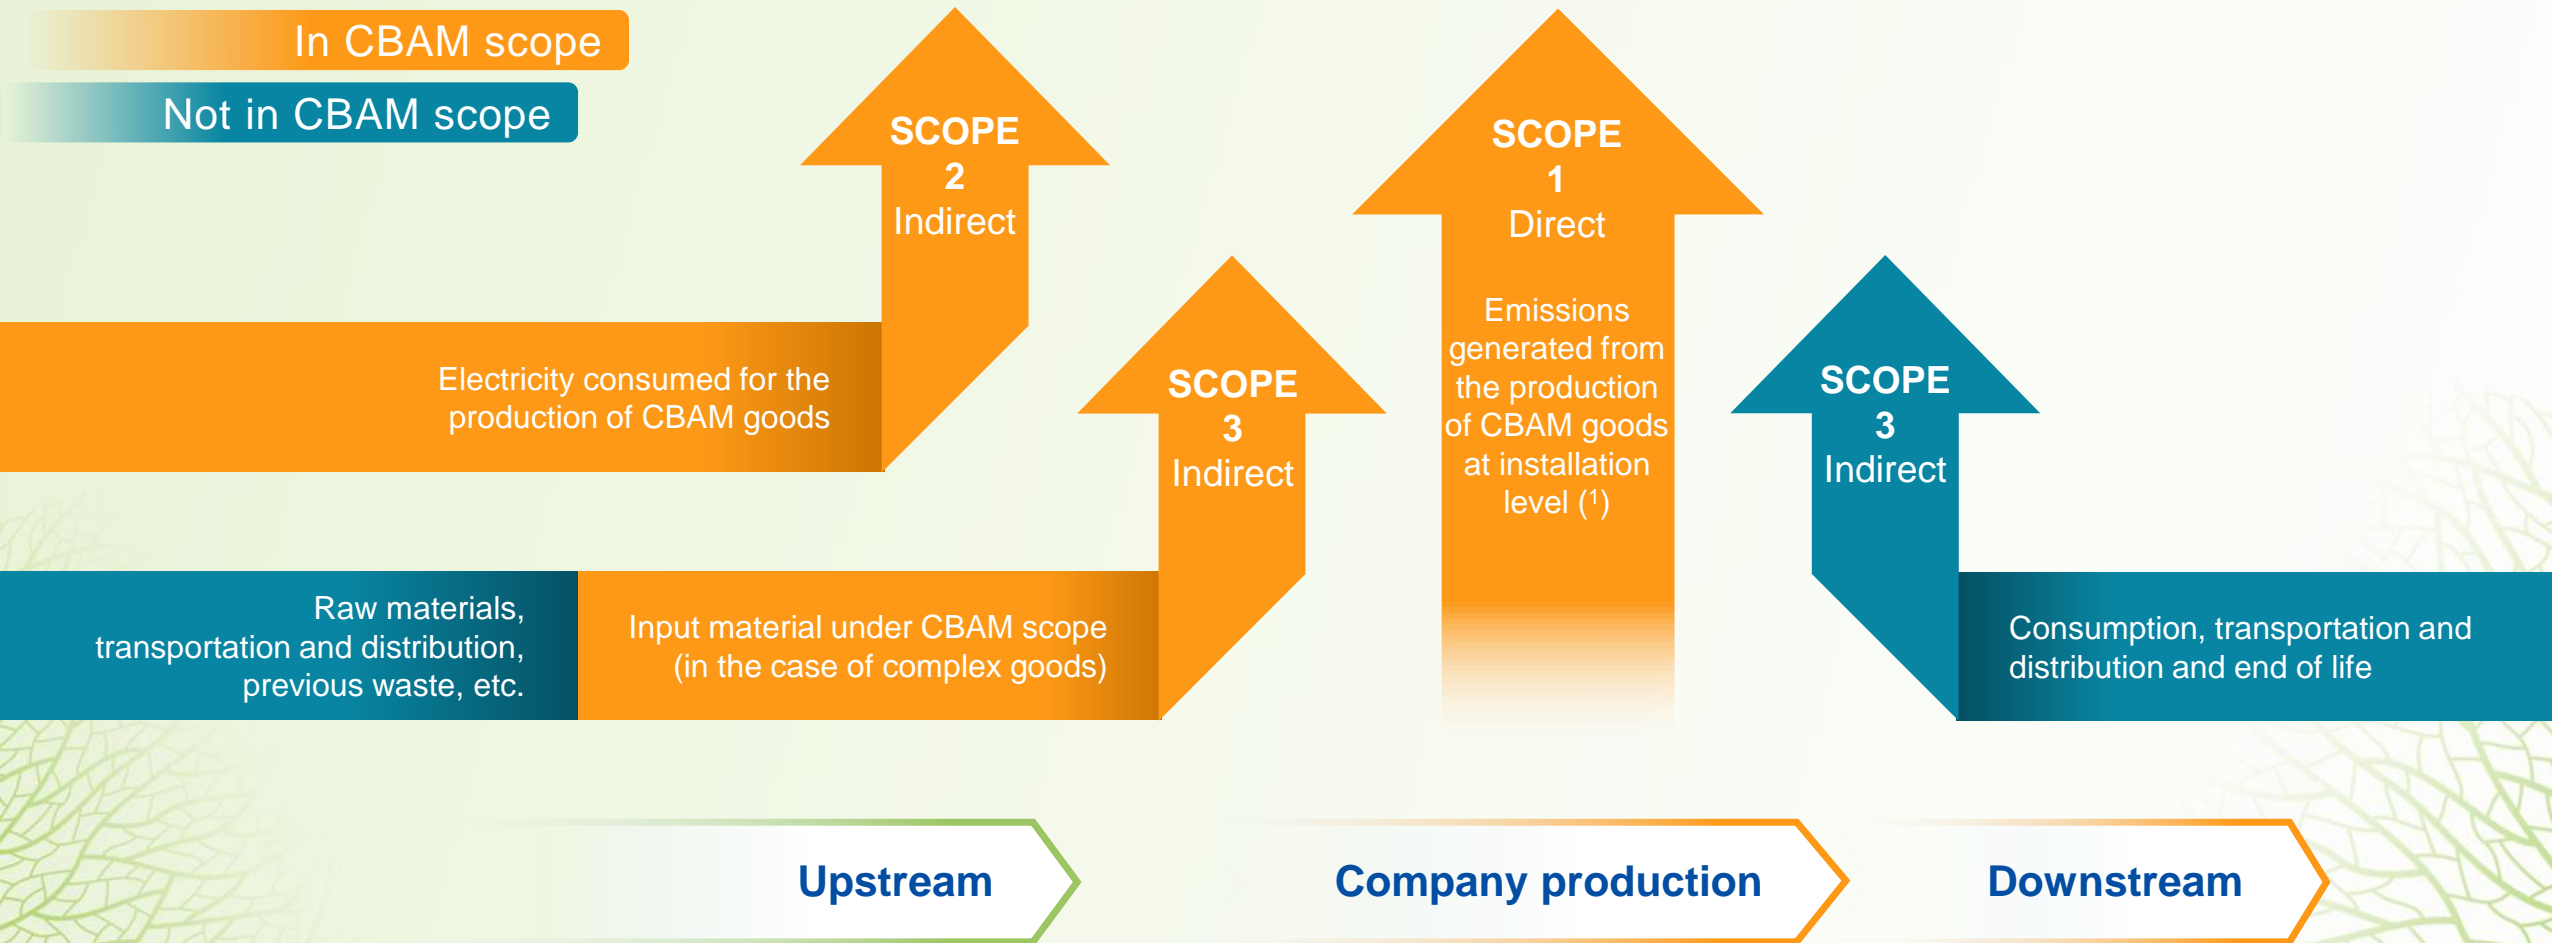 In CBAM scope
Not in CBAM scope
SCOPE
2
Indirect
Electricity consumed for the
production of CBAM goods
SCOPE
3
Indirect
Raw materials,
transportation and distribution,
previous waste, etc.
Input material under CBAM scope
(in the case of complex goods)
SCOPE
1
Direct
Emissions
generated from
the production
of CBAM goods
at installation
level (¹)
SCOPE
3
Indirect
Consumption, transportation and
distribution and end of life
Upstream
Company production
Downstream